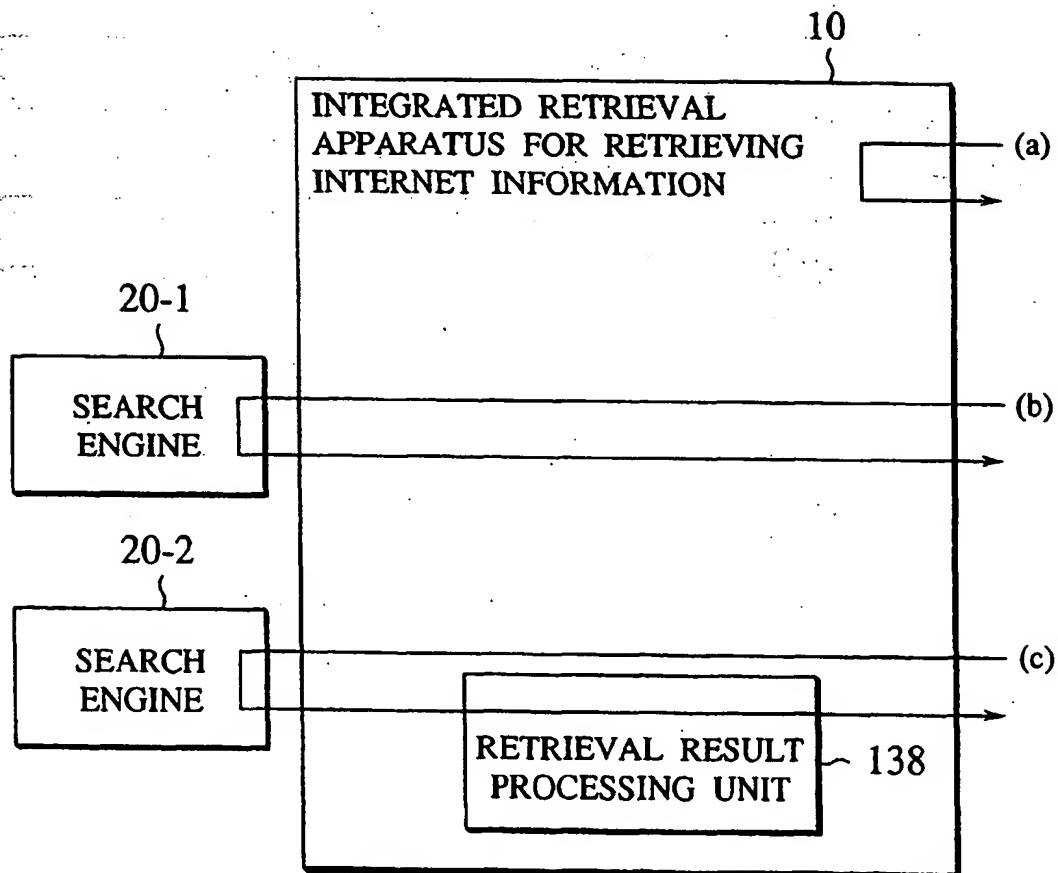 10
INTEGRATED RETRIEVAL
APPARATUS FOR RETRIEVING
INTERNET INFORMATION
(a)
20-1
SEARCH
ENGINE
(b)
20-2
SEARCH
ENGINE
(c)
RETRIEVAL RESULT
PROCESSING UNIT
138